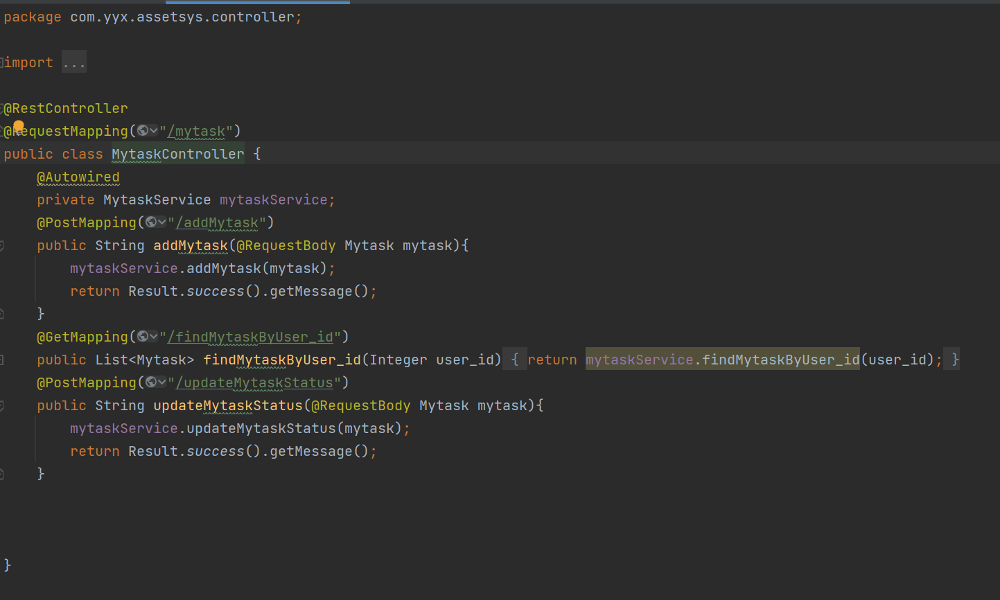 package com.yyx.assetsys.controller;
import ...
@RestController
@RequestMapping("/mytask")
public class MytaskController {
@Autowired
private MytaskService mytaskService;
@PostMapping("/addMytask")
public String addMytask(@RequestBody Mytask mytask){
mytaskService.addMytask(mytask);
return Result.success().getMessage();
}
@GetMapping("/findMytaskByUser_id")
public List<Mytask> findMytaskByUser_id(Integer user_id) { return mytaskService.findMytaskByUser_id(user_id); }
@PostMapping("/updateMytaskStatus")
public String updateMytaskStatus(@RequestBody Mytask mytask){
mytaskService.updateMytaskStatus(mytask);
return Result.success().getMessage();
}
}